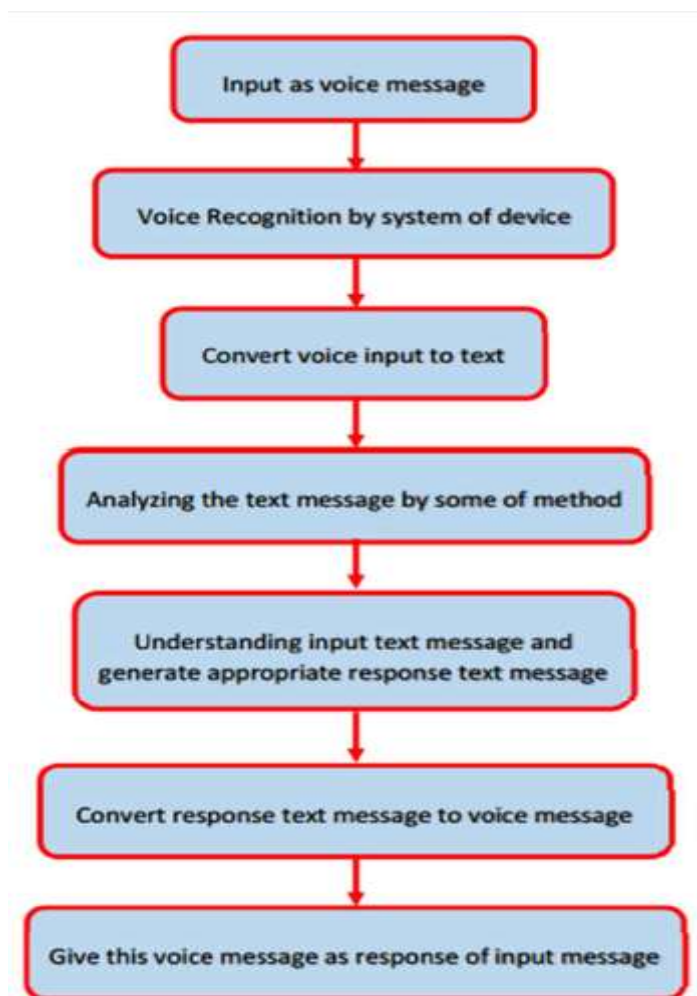 Input as voice message
Voice Recognition by system of device
Convert voice input to text
Analyzing the text message by some of method
Understanding input text message and
generate appropriate response text message
Convert response text message to voice message
Give this voice message as response of input message